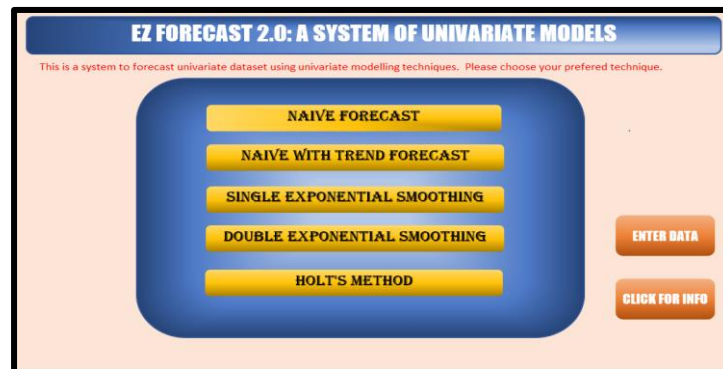 EZ FORECAST 2.0: A SYSTEM OF UNIVARIATE MODELS
This is a system to forecast univariate dataset using univariate modelling techniques. Please choose your prefered technique.
NAIVE FORECAST
NAIVE WITH TREND FORECAST
SINGLE EXPONENTIAL SMOOTHING
DOUBLE EXPONENTIAL SMOOTHING
HOLT'S METHOD
ENTER DATA
CLICK FOR INFO